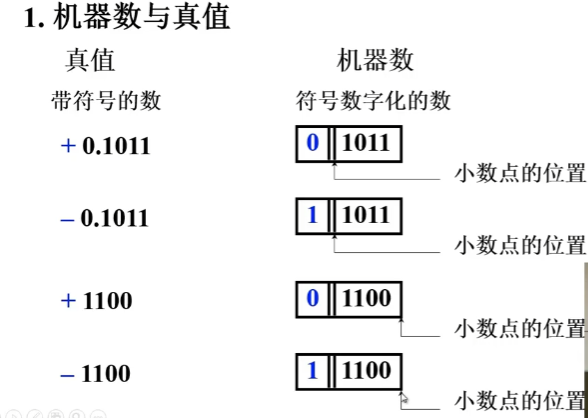 1. 机器数与真值
真值 机器数
带符号的数 符号数字化的数
+ 0.1011 0 1011
小数点的位置
– 0.1011 1 1011
小数点的位置
+ 1100 0 1100
小数点的位置
– 1100 1 1100
小数点的位置